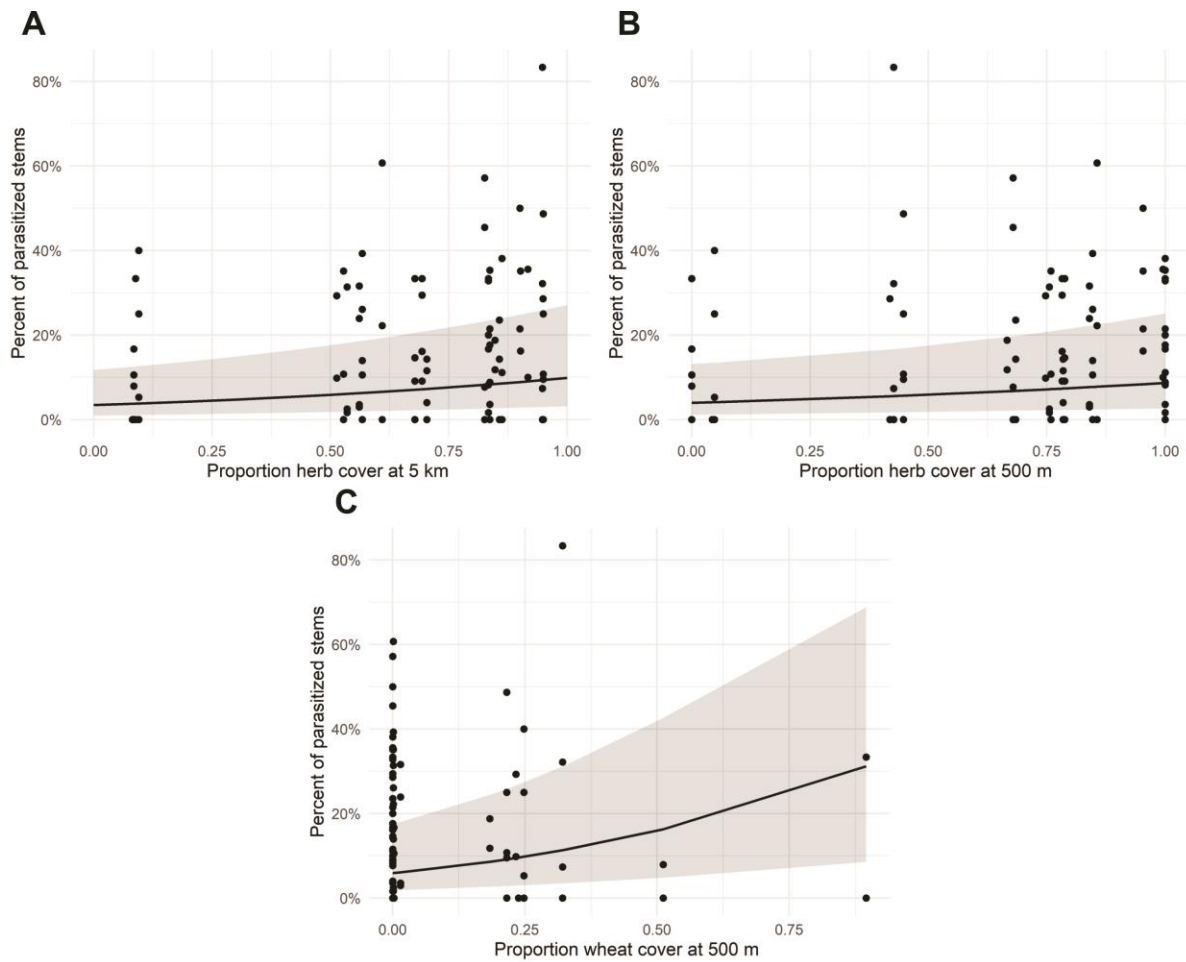 A
B
80%
60%
40%
20%
0%
Percent of parasitized stems
0.00 0.25 0.50 0.75 1.00
Proportion herb cover at 5 km
80%
60%
40%
20%
0%
Percent of parasitized stems
0.00 0.25 0.50 0.75 1.00
Proportion herb cover at 500 m
C
80%
60%
40%
20%
0%
Percent of parasitized stems
0.00 0.25 0.50 0.75
Proportion wheat cover at 500 m